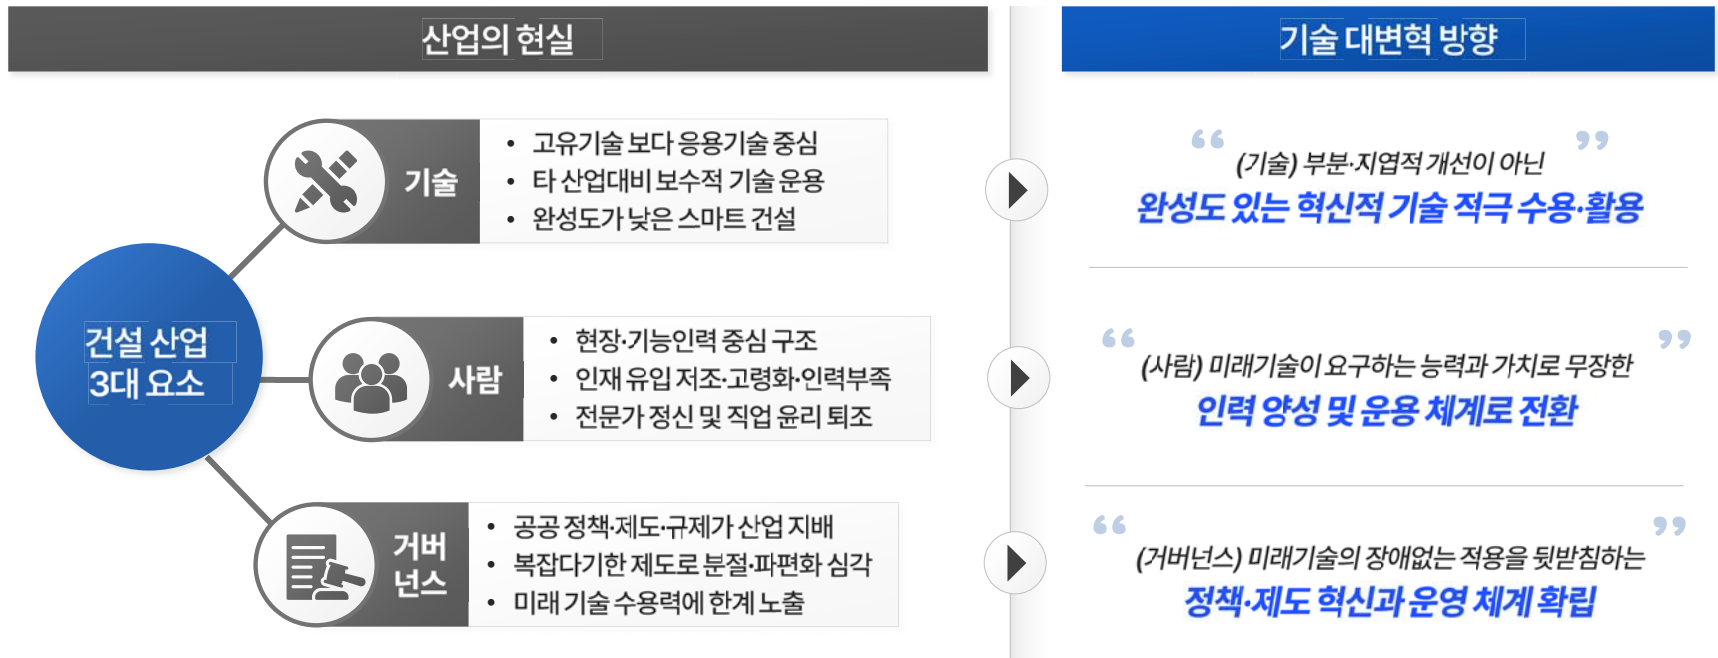 산업의 현실
기술 대변혁 방향
건설 산업
3대 요소
기술
• 고유기술 보다 응용기술 중심
• 타 산업대비 보수적 기술 운용
• 완성도가 낮은 스마트 건설
“ (기술) 부분·지엽적 개선이 아닌 ”
완성도 있는 혁신적 기술 적극 수용·활용
사람
• 현장·기능인력 중심 구조
• 인재 유입 저조·고령화·인력부족
• 전문가 정신 및 직업 윤리 퇴조
“ (사람) 미래기술이 요구하는 능력과 가치로 무장한 ”
인력 양성 및 운용 체계로 전환
거버
넌스
• 공공 정책·제도·규제가 산업 지배
• 복잡다기한 제도로 분절·파편화 심각
• 미래 기술 수용력에 한계 노출
“ (거버넌스) 미래기술의 장애없는 적용을 뒷받침하는 ”
정책·제도 혁신과 운영 체계 확립